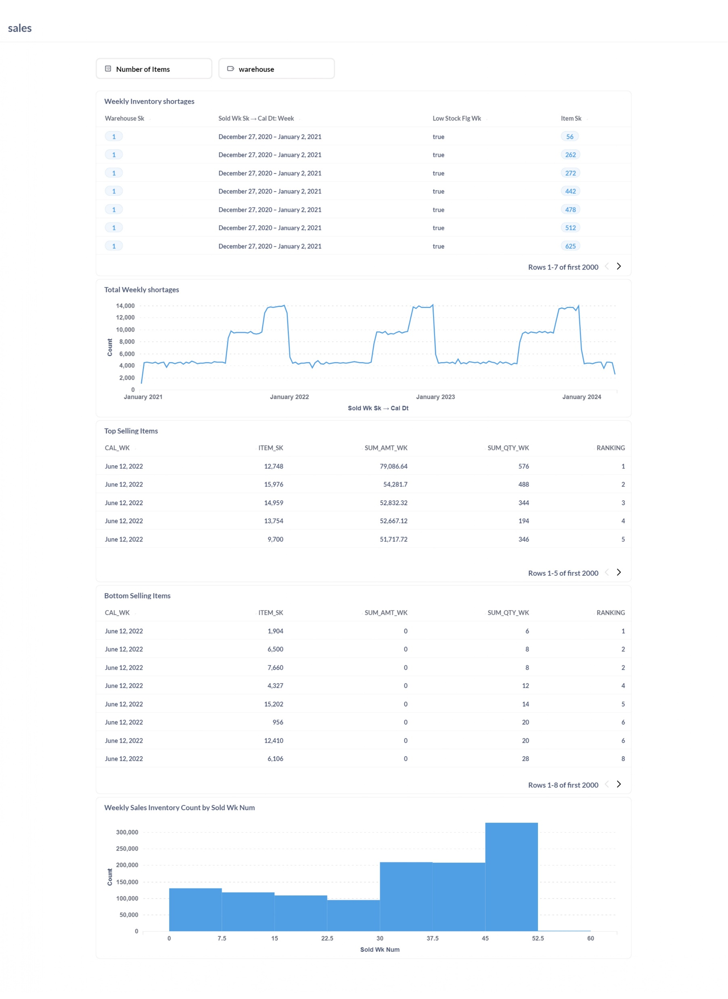 sales
Number of Items
warehouse
Weekly Inventory shortages
Warehouse Sk Sold Wk Sk → Cal Dt: Week Low Stock Flg Wk Item Sk
1 December 27, 2020 – January 2, 2021 true 56
1 December 27, 2020 – January 2, 2021 true 262
1 December 27, 2020 – January 2, 2021 true 272
1 December 27, 2020 – January 2, 2021 true 442
1 December 27, 2020 – January 2, 2021 true 478
1 December 27, 2020 – January 2, 2021 true 512
1 December 27, 2020 – January 2, 2021 true 625
Rows 1-7 of first 2000
Total Weekly shortages
14,000
12,000
10,000
8,000
6,000
4,000
2,000
0
Count
January 2021 January 2022 January 2023 January 2024
Sold Wk Sk → Cal Dt
Top Selling Items
CAL_WK ITEM_SK SUM_AMT_WK SUM_QTY_WK RANKING
June 12, 2022 12,748 79,086.64 576 1
June 12, 2022 15,976 54,281.7 488 2
June 12, 2022 14,959 52,832.32 344 3
June 12, 2022 13,754 52,667.12 194 4
June 12, 2022 9,700 51,717.72 346 5
Rows 1-5 of first 2000
Bottom Selling Items
CAL_WK ITEM_SK SUM_AMT_WK SUM_QTY_WK RANKING
June 12, 2022 1,904 0 6 1
June 12, 2022 6,500 0 8 2
June 12, 2022 7,660 0 8 2
June 12, 2022 4,327 0 12 4
June 12, 2022 15,202 0 14 5
June 12, 2022 956 0 20 6
June 12, 2022 12,410 0 20 6
June 12, 2022 6,106 0 28 8
Rows 1-8 of first 2000
Weekly Sales Inventory Count by Sold Wk Num
300,000
250,000
200,000
150,000
100,000
50,000
0
Count
0 7.5 15 22.5 30 37.5 45 52.5 60
Sold Wk Num